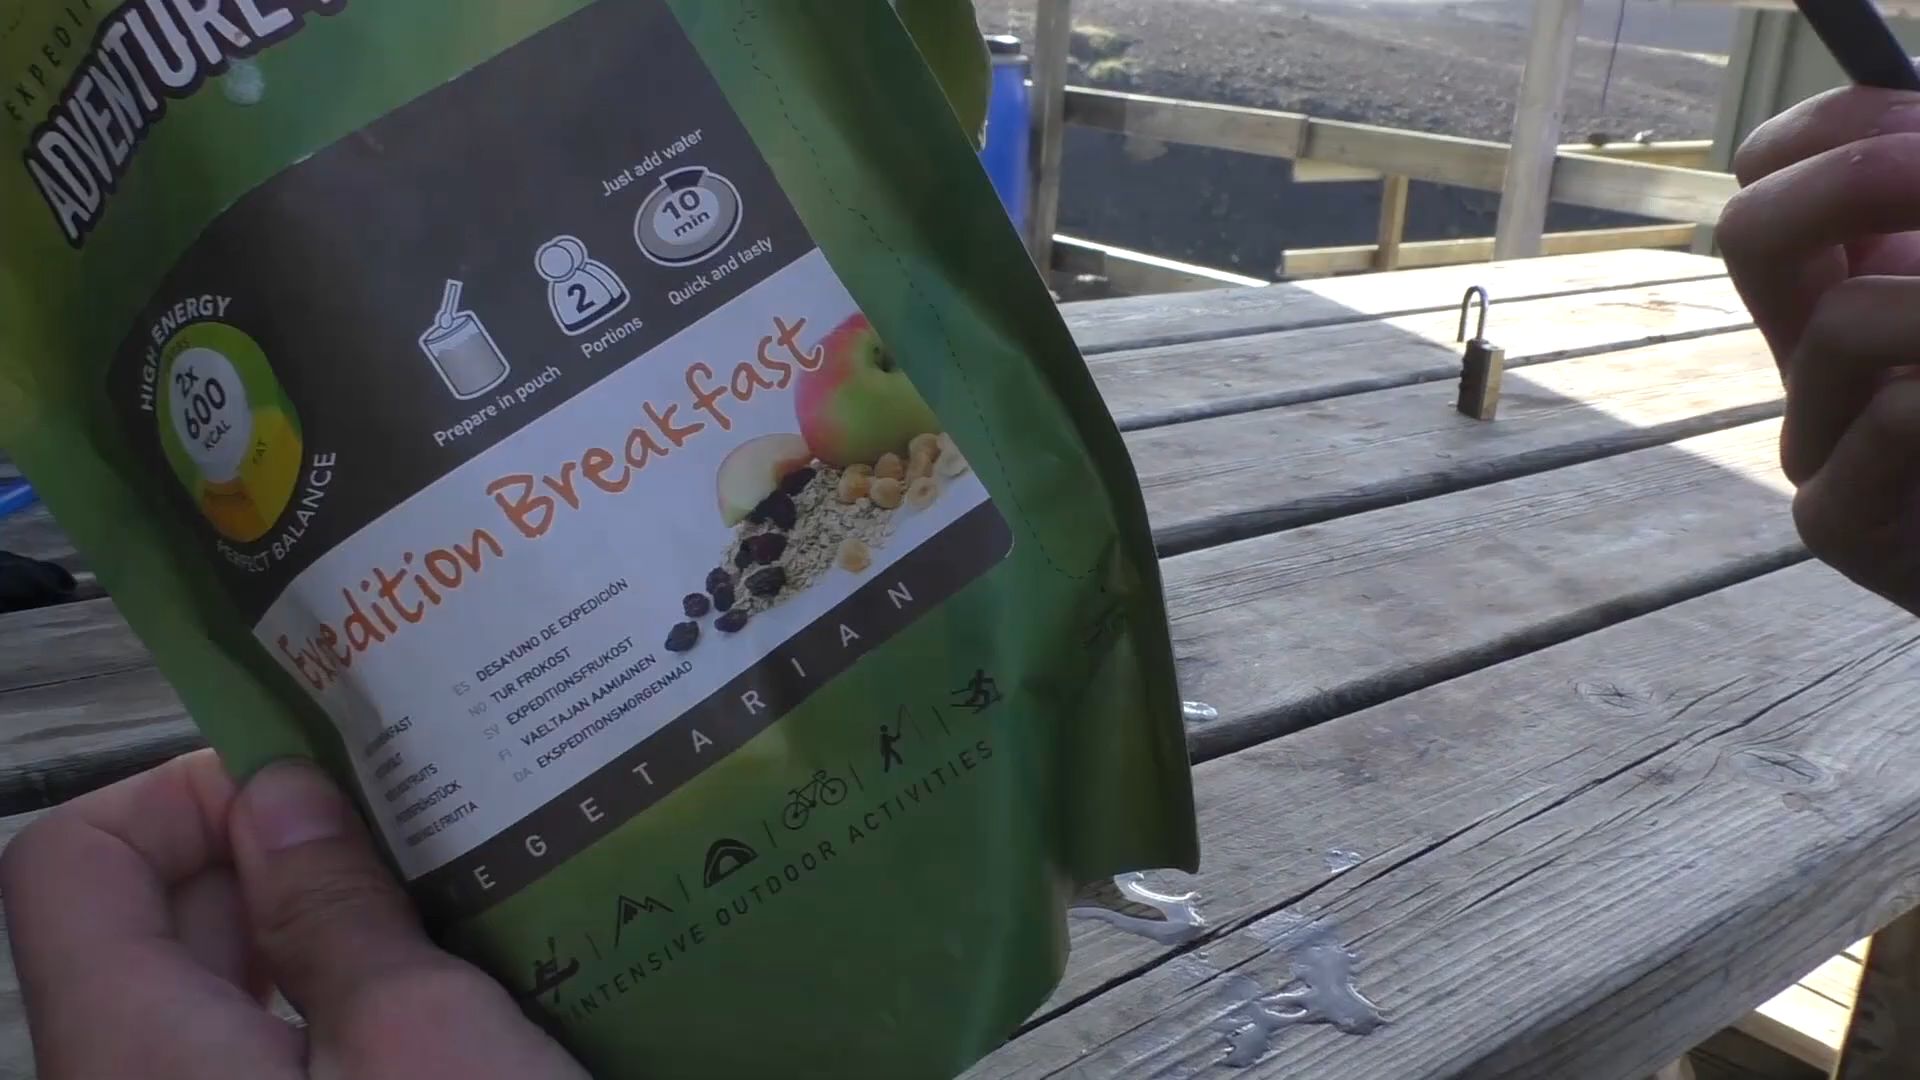 ADVENTURE
Just add water
10
min
Quick and tasty
2
Portions
Prepare in pouch
HIGH ENERGY
2x
600
KCAL
FAT
PERFECT BALANCE
Expedition Breakfast
ES DESAYUNO DE EXPEDICIÓN
NO TUR FROKOST
SV EXPEDITIONSFRUKOST
FI VAELTAJAN AAMIAINEN
DA EKSPEDITIONSMORGENMAD
VEGETARIAN
INTENSIVE OUTDOOR ACTIVITIES